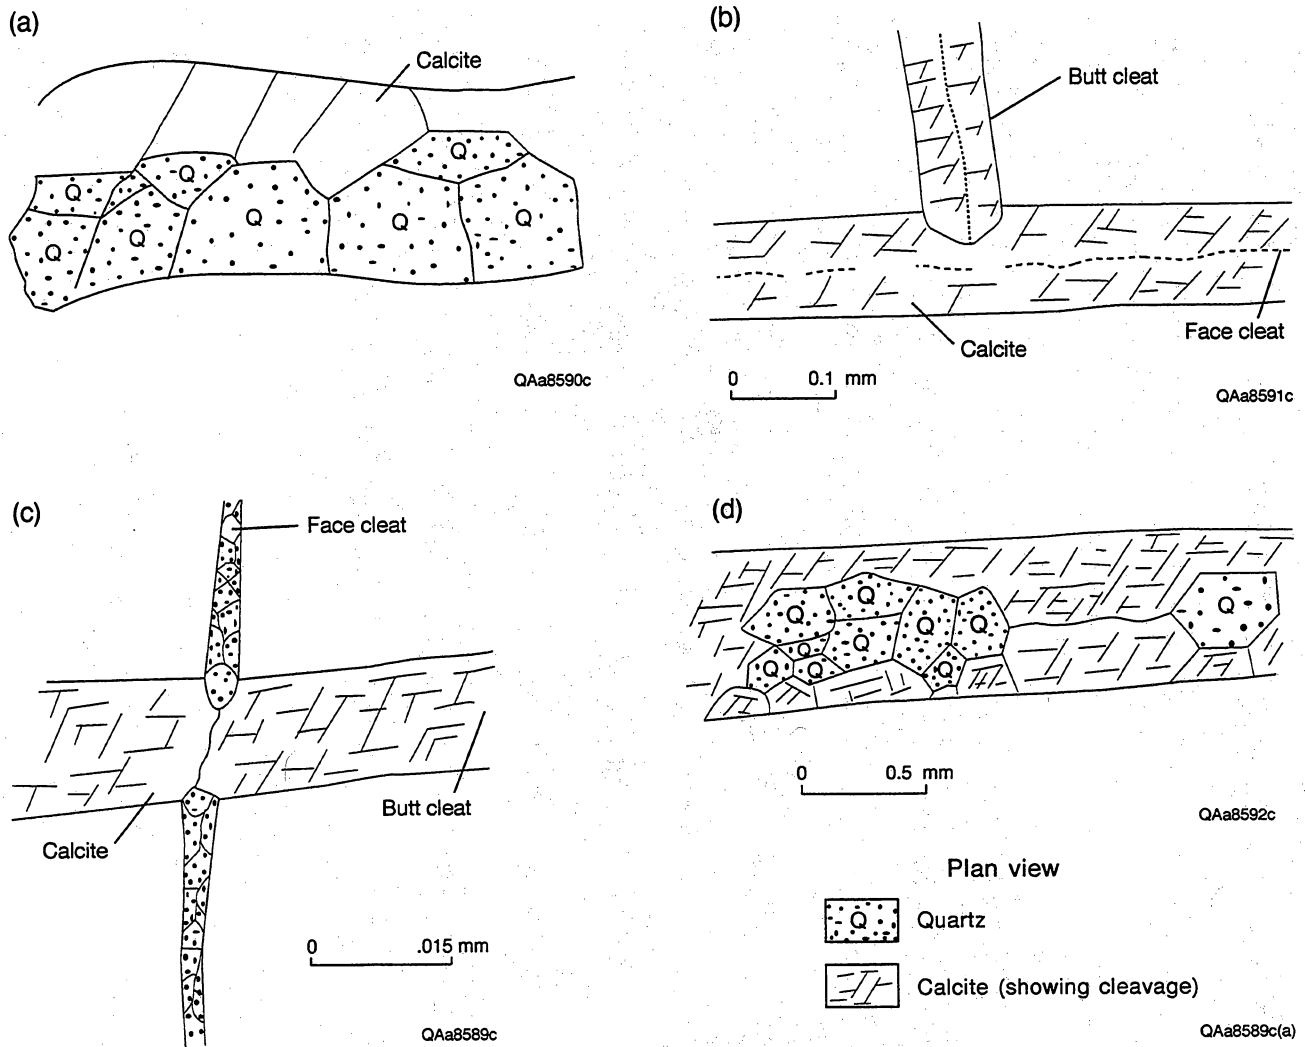 (a)
Calcite
Q
Q
Q
Q
Q
Q
Q
Q
QAa8590c
(b)
Butt cleat
Face cleat
Calcite
0 0.1 mm
QAa8591c
(c)
Face cleat
Butt cleat
Calcite
0 .015 mm
QAa8589c
(d)
Q
Q
Q
Q
Q
Q
Q
Q
Q
Q
0 0.5 mm
QAa8592c
Plan view
Q Quartz
Calcite (showing cleavage)
QAa8589c(a)